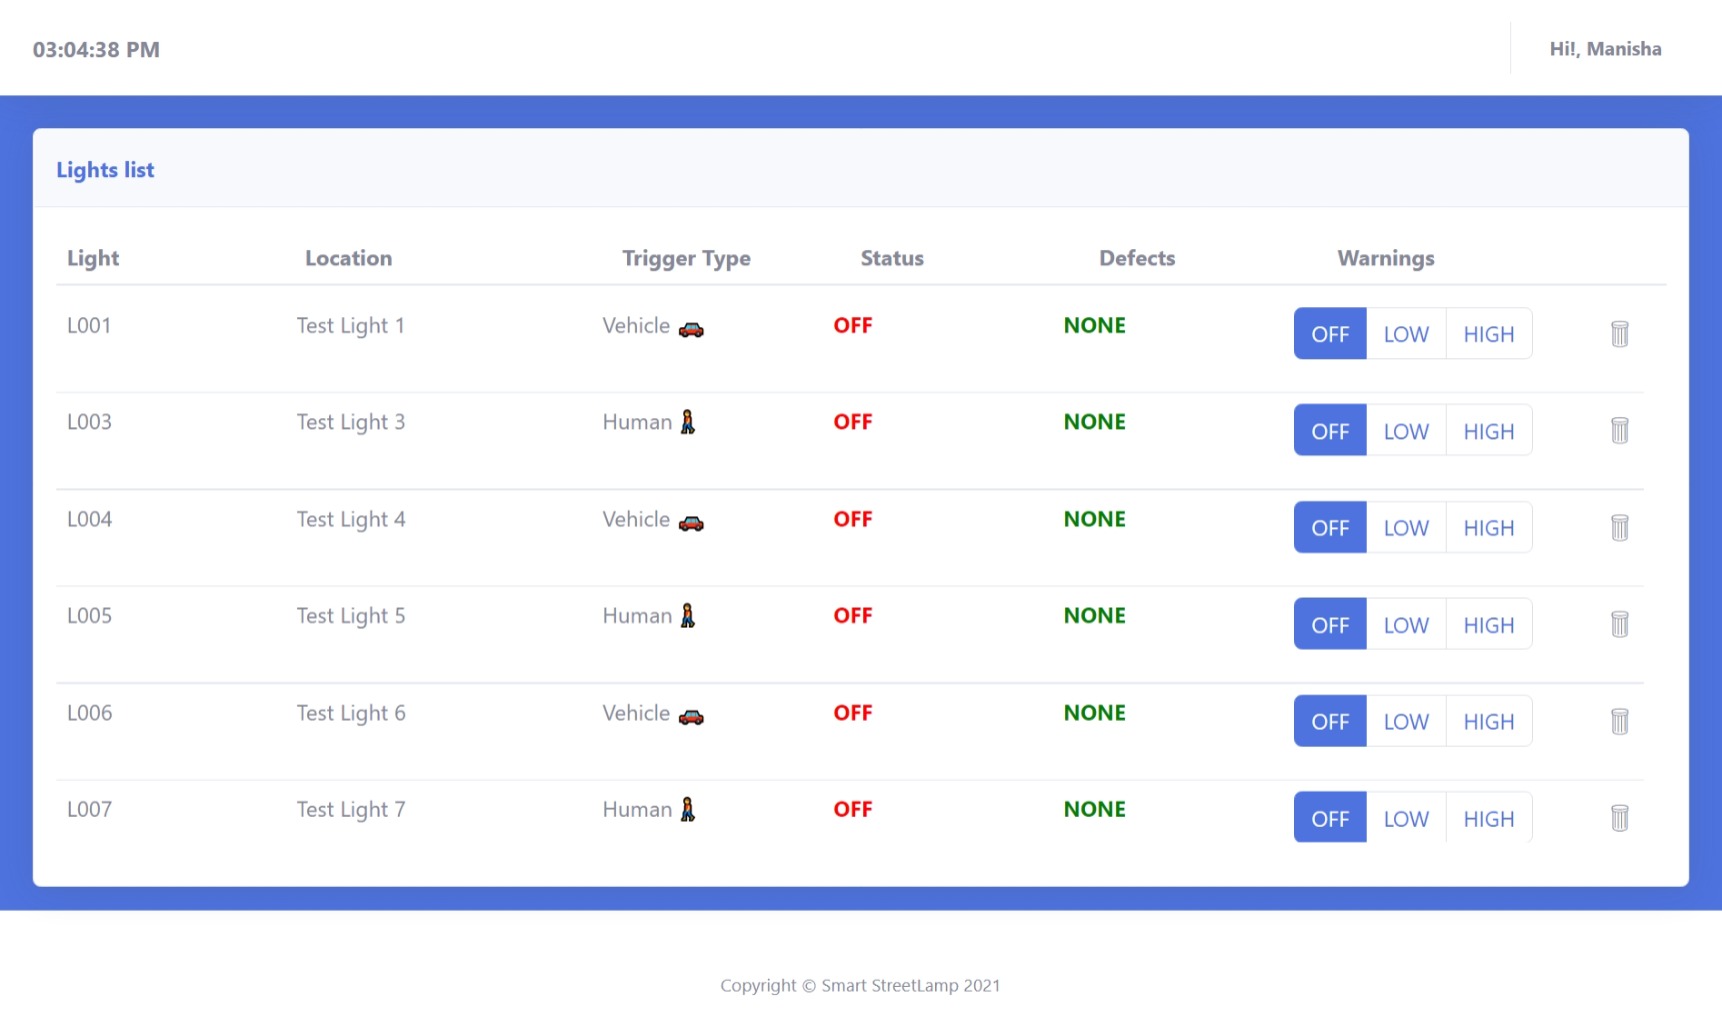 03:04:38 PM
Hi!, Manisha
Lights list
Light Location Trigger Type Status Defects Warnings
L001 Test Light 1 Vehicle OFF NONE OFF LOW HIGH
L003 Test Light 3 Human OFF NONE OFF LOW HIGH
L004 Test Light 4 Vehicle OFF NONE OFF LOW HIGH
L005 Test Light 5 Human OFF NONE OFF LOW HIGH
L006 Test Light 6 Vehicle OFF NONE OFF LOW HIGH
L007 Test Light 7 Human OFF NONE OFF LOW HIGH
Copyright © Smart StreetLamp 2021